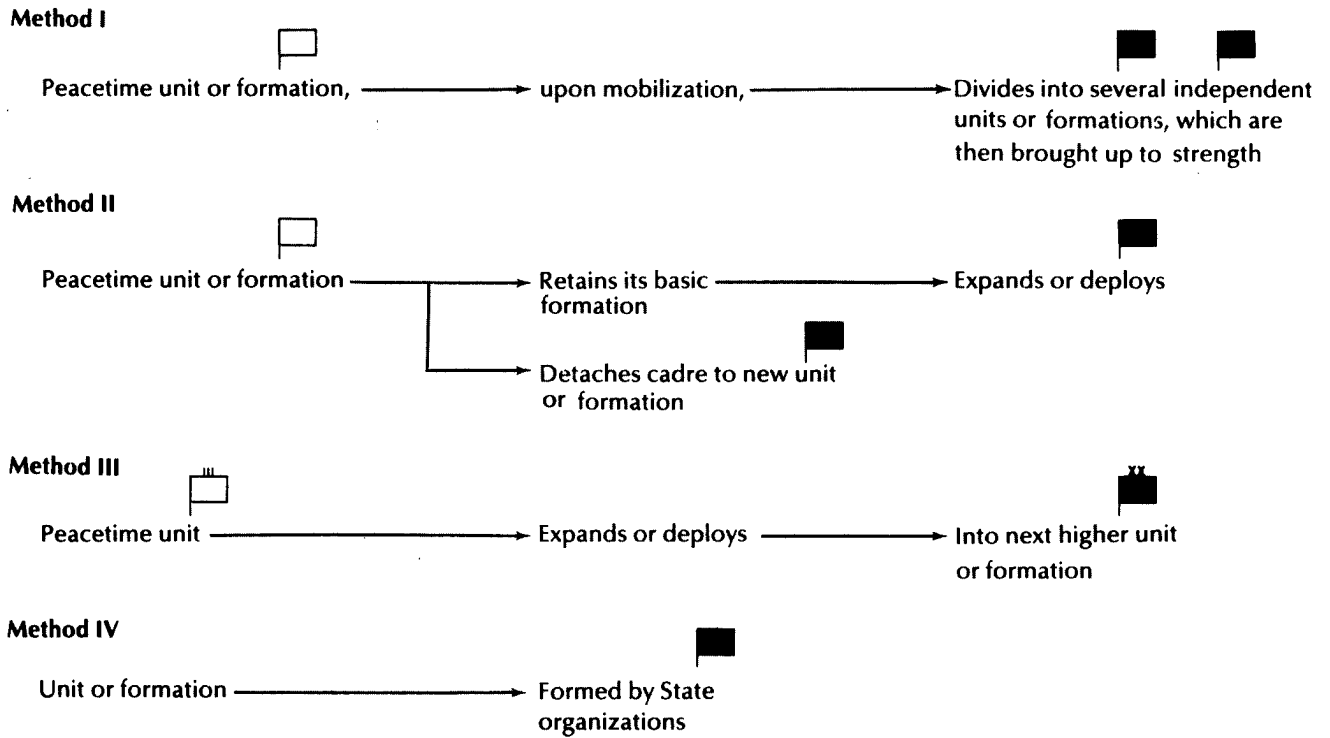 Method I
Peacetime unit or formation, upon mobilization, Divides into several independent
units or formations, which are
then brought up to strength
Method II
Peacetime unit or formation Retains its basic Expands or deploys
formation
Detaches cadre to new unit
or formation
Method III
III XX
Peacetime unit Expands or deploys Into next higher unit
or formation
Method IV
Unit or formation Formed by State
organizations